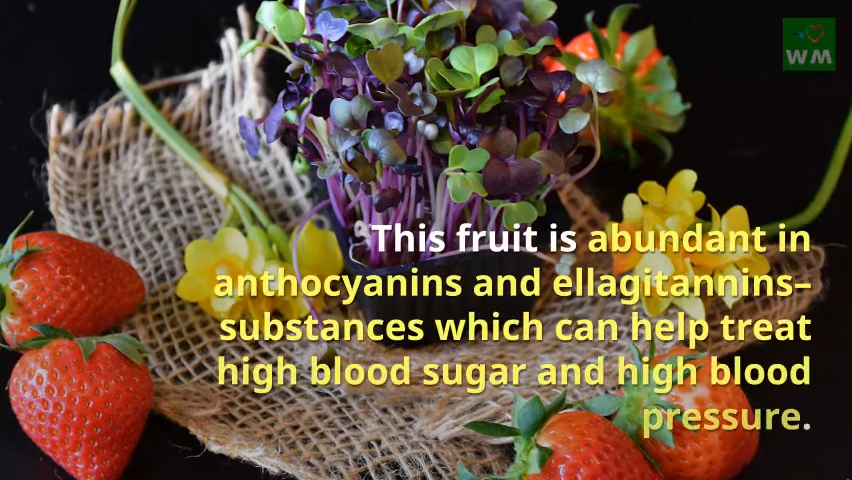 WM
This fruit is abundant in
anthocyanins and ellagitannins–
substances which can help treat
high blood sugar and high blood
pressure.